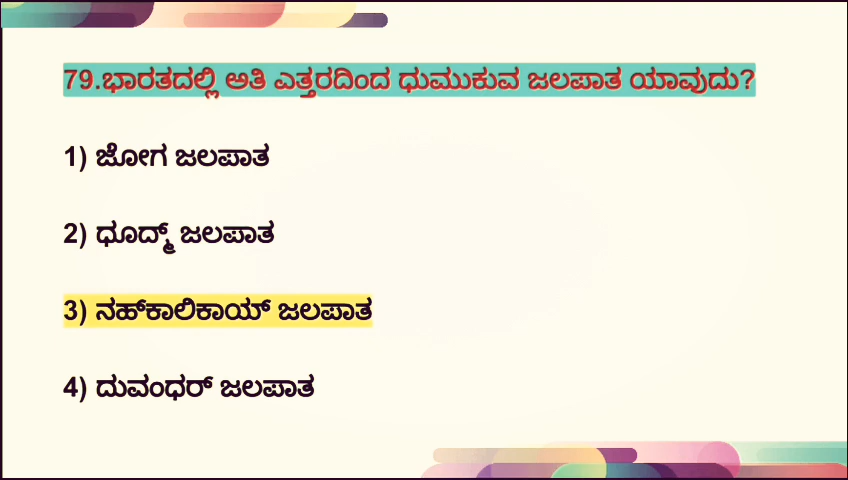 79.ಭಾರತದಲ್ಲಿ ಅತಿ ಎತ್ತರದಿಂದ ಧುಮುಕುವ ಜಲಪಾತ ಯಾವುದು?
1) ಜೋಗ ಜಲಪಾತ
2) ಧೂದ್ಮ್ ಜಲಪಾತ
3) ನಹ್‌ಕಾಲಿಕಾಯ್ ಜಲಪಾತ
4) ದುವಂಧರ್ ಜಲಪಾತ